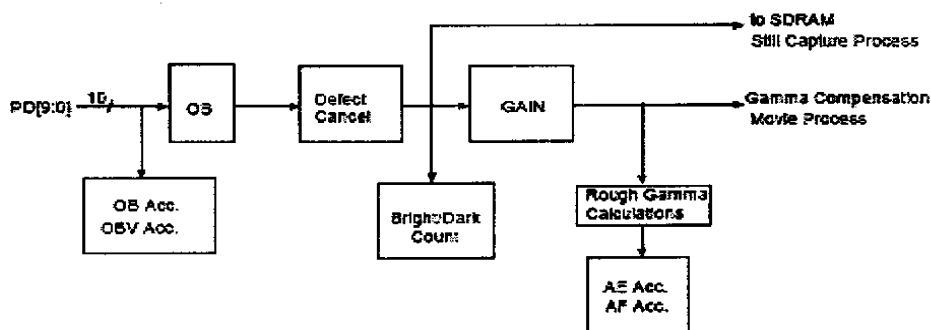 to SDRAM
Still Capture Process
PD[9:0]
10
OB
Defect
Cancel
GAIN
Gamma Compensation
Movie Process
OB Acc.
OBV Acc.
Bright/Dark
Count
Rough Gamma
Calculations
AE Acc.
AF Acc.